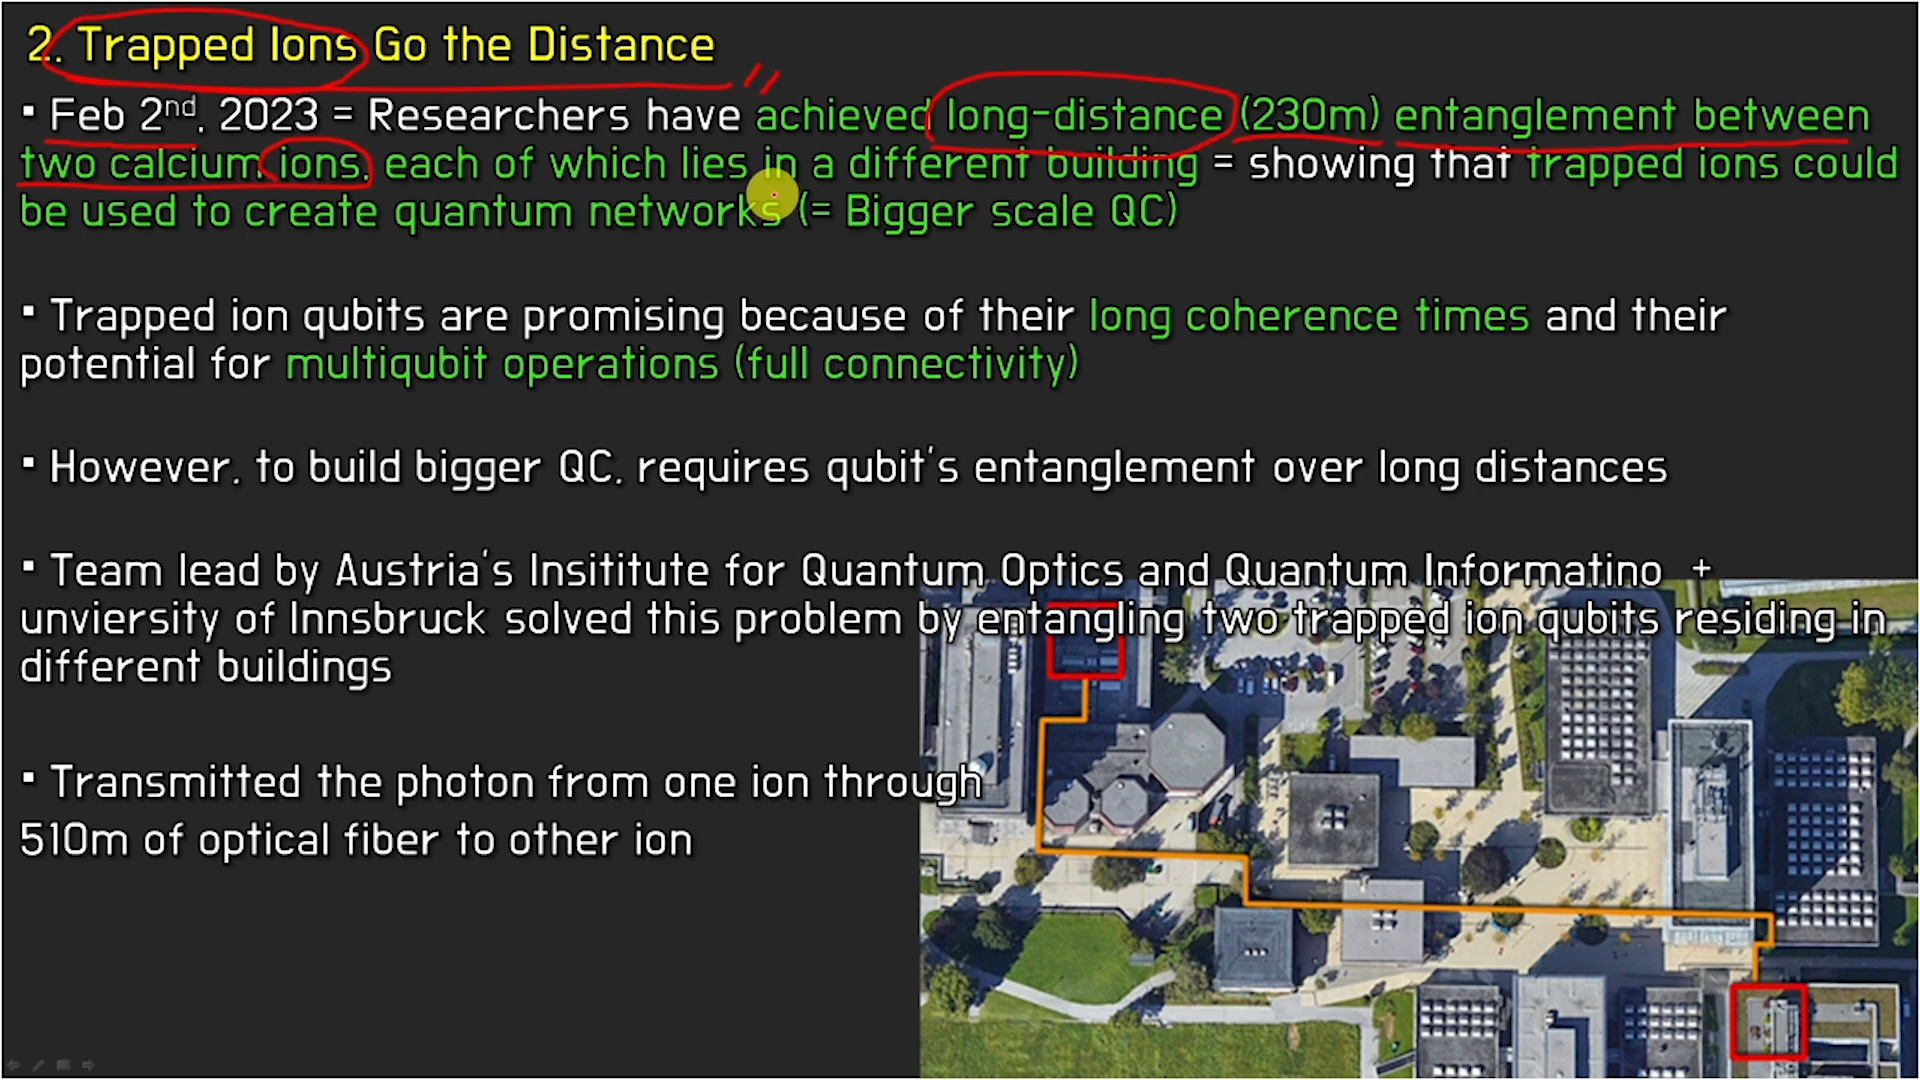 2. Trapped Ions Go the Distance
▪ Feb 2nd, 2023 = Researchers have achieved long-distance (230m) entanglement between
two calcium ions, each of which lies in a different building = showing that trapped ions could
be used to create quantum networks (= Bigger scale QC)
▪ Trapped ion qubits are promising because of their long coherence times and their
potential for multiqubit operations (full connectivity)
▪ However, to build bigger QC, requires qubit's entanglement over long distances
▪ Team lead by Austria's Insititute for Quantum Optics and Quantum Informatino +
unviersity of Innsbruck solved this problem by entangling two trapped ion qubits residing in
different buildings
▪ Transmitted the photon from one ion through
510m of optical fiber to other ion